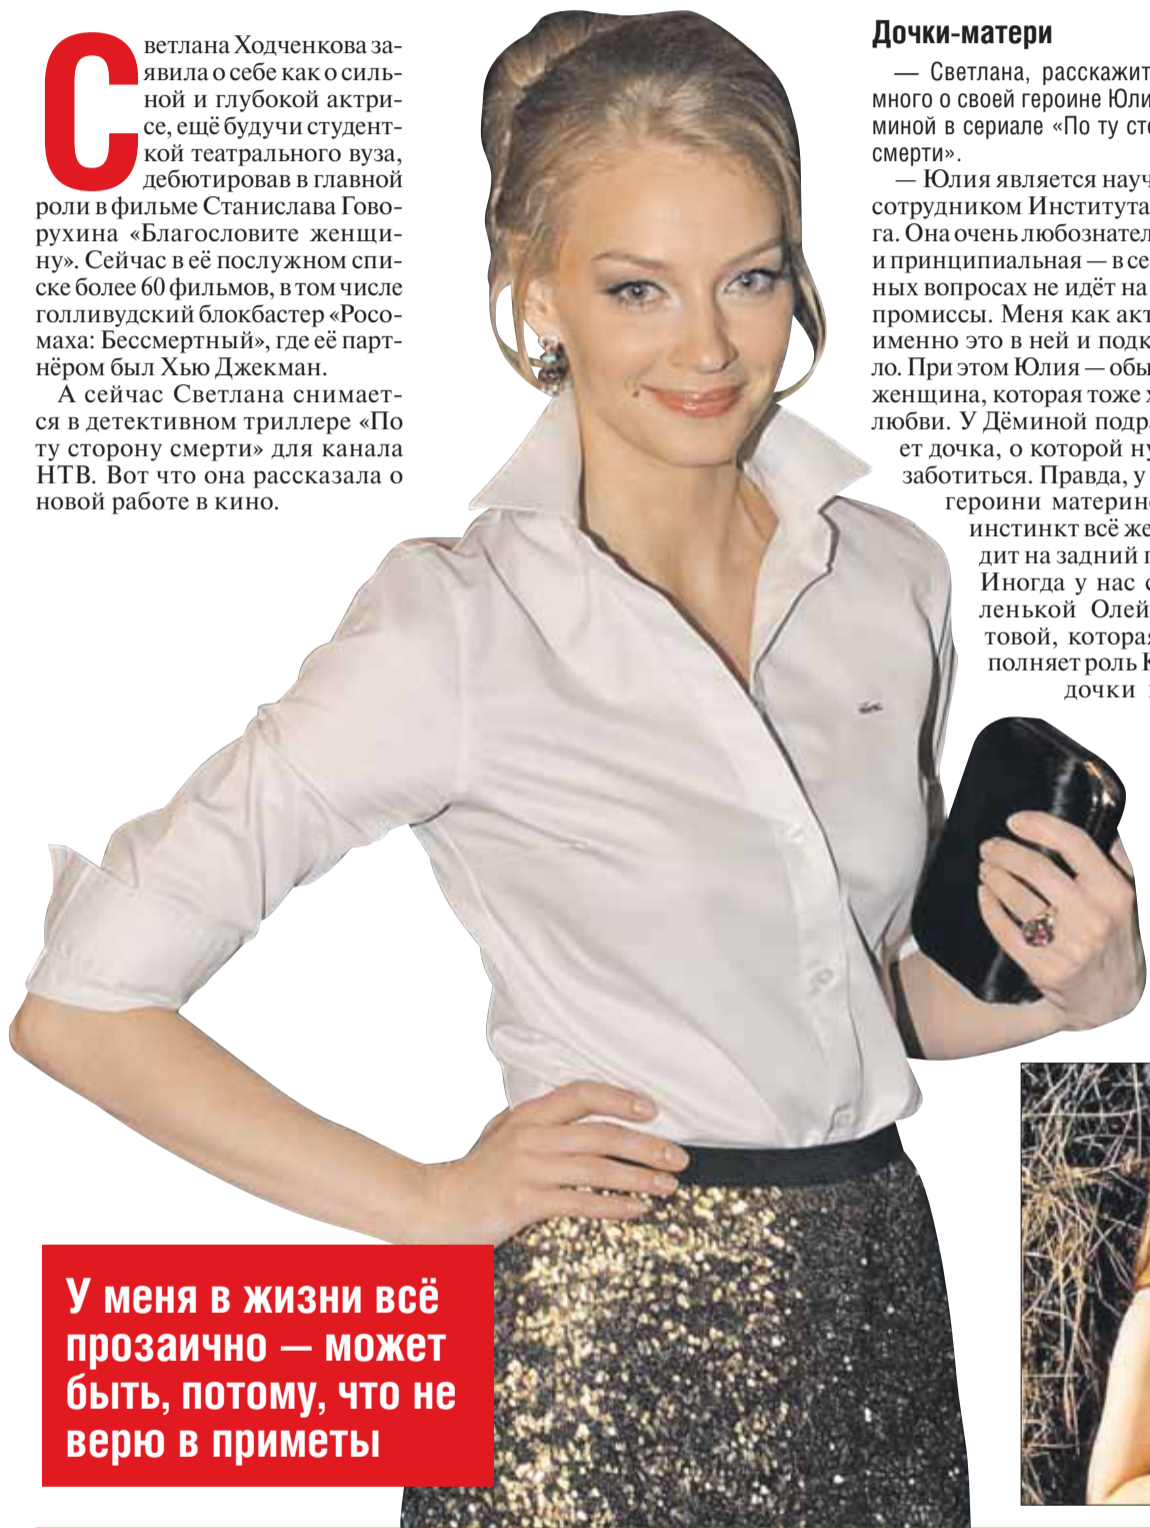 Светлана Ходченкова за-
явила о себе как о силь-
ной и глубокой актри-
се, ещё будучи студент-
кой театрального вуза,
дебютировав в главной
роли в фильме Станислава Гово-
рухина «Благословите женщи-
ну». Сейчас в её послужном спи-
ске более 60 фильмов, в том числе
голливудский блокбастер «Росо-
маха: Бессмертный», где её парт-
нёром был Хью Джекман.
А сейчас Светлана снимает-
ся в детективном триллере «По
ту сторону смерти» для канала
НТВ. Вот что она рассказала о
новой работе в кино.
У меня в жизни всё
прозаично — может
быть, потому, что не
верю в приметы
Дочки-матери
— Светлана, расскажит
много о своей героине Юли
миной в сериале «По ту сто
смерти».
— Юлия является науч
сотрудником Института
га. Она очень любознател
и принципиальная — в се
ных вопросах не идёт на
промиссы. Меня как акт
именно это в ней и подк
ло. При этом Юлия — обы
женщина, которая тоже х
любви. У Дёминой подра
ет дочка, о которой ну
заботиться. Правда, у
героини материнс
инстинкт всё же
дит на задний п
Иногда у нас с
ленькой Олей
товой, которая
полняет роль К
дочки